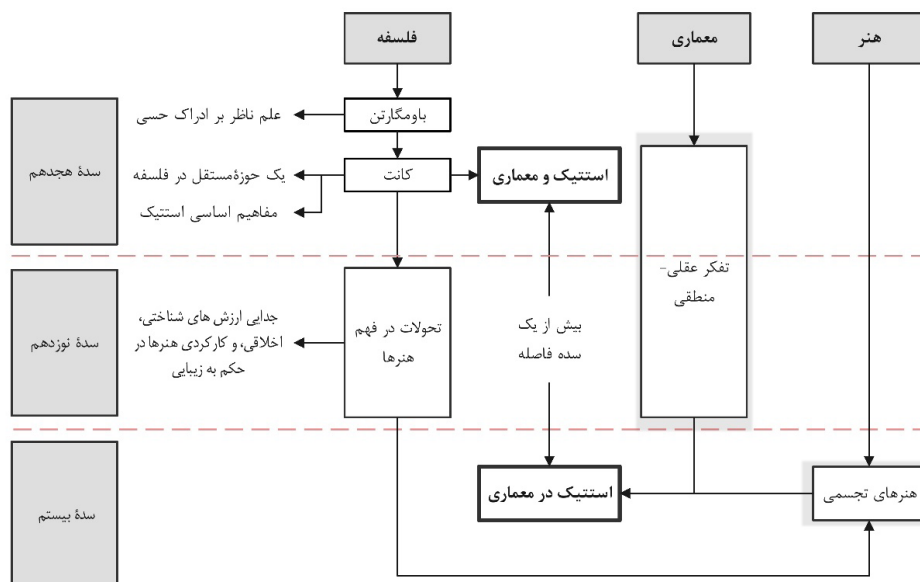 هنر
معماری
فلسفه
سدهٔ هجدهم
باومگارتن
علم ناظر بر ادراک حسی
کانت
یک حوزهٔمستقل در فلسفه
مفاهیم اساسی استتیک
استتیک و معماری
تفکر عقلی-
منطقی
سدهٔ نوزدهم
تحولات در فهم
هنرها
جدایی ارزش های شناختی،
اخلاقی، و کارکردی هنرها در
حکم به زیبایی
بیش از یک
سده فاصله
سدهٔ بیستم
استتیک در معماری
هنرهای تجسمی